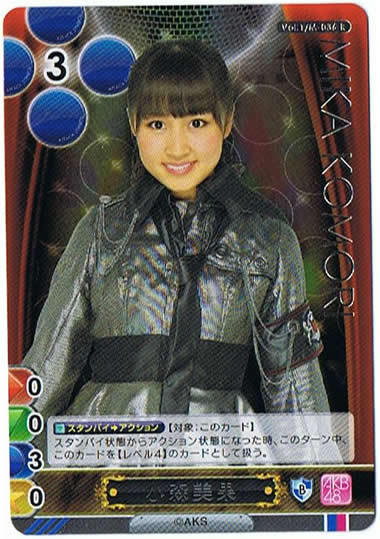 Vol.1/M-036 R
3
MIKA KOMORI
0
0
3
0
スタンバイ➡アクション 【対象:このカード】
スタンバイ状態からアクション状態になった時、このターン中、
このカードを【レベル4】のカードとして扱う。
小森美果
B
AKB
48
©AKS